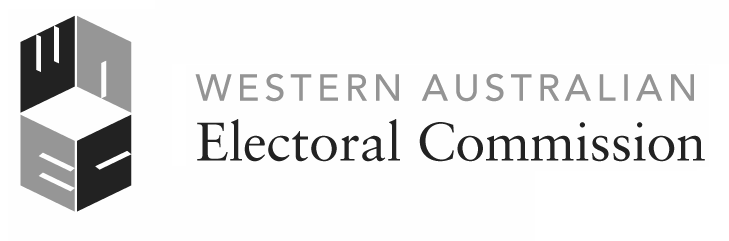 WESTERN AUSTRALIAN
Electoral Commission